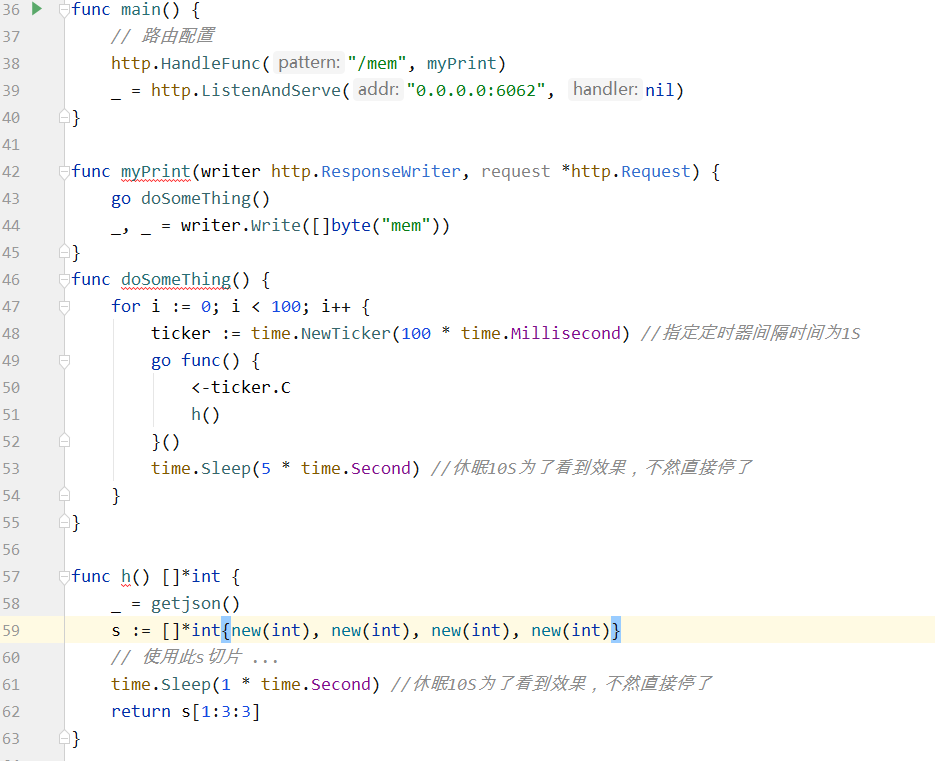 36 func main() {
37 // 路由配置
38 http.HandleFunc( pattern: "/mem", myPrint)
39 _ = http.ListenAndServe( addr: "0.0.0.0:6062", handler: nil)
40 }
41
42 func myPrint(writer http.ResponseWriter, request *http.Request) {
43 go doSomeThing()
44 _, _ = writer.Write([]byte("mem"))
45 }
46 func doSomeThing() {
47 for i := 0; i < 100; i++ {
48 ticker := time.NewTicker(100 * time.Millisecond) //指定定时器间隔时间为1S
49 go func() {
50 <-ticker.C
51 h()
52 }()
53 time.Sleep(5 * time.Second) //休眠10S为了看到效果，不然直接停了
54 }
55 }
56
57 func h() []*int {
58 _ = getjson()
59 s := []*int{new(int), new(int), new(int), new(int)}
60 // 使用此s切片 ...
61 time.Sleep(1 * time.Second) //休眠10S为了看到效果，不然直接停了
62 return s[1:3:3]
63 }